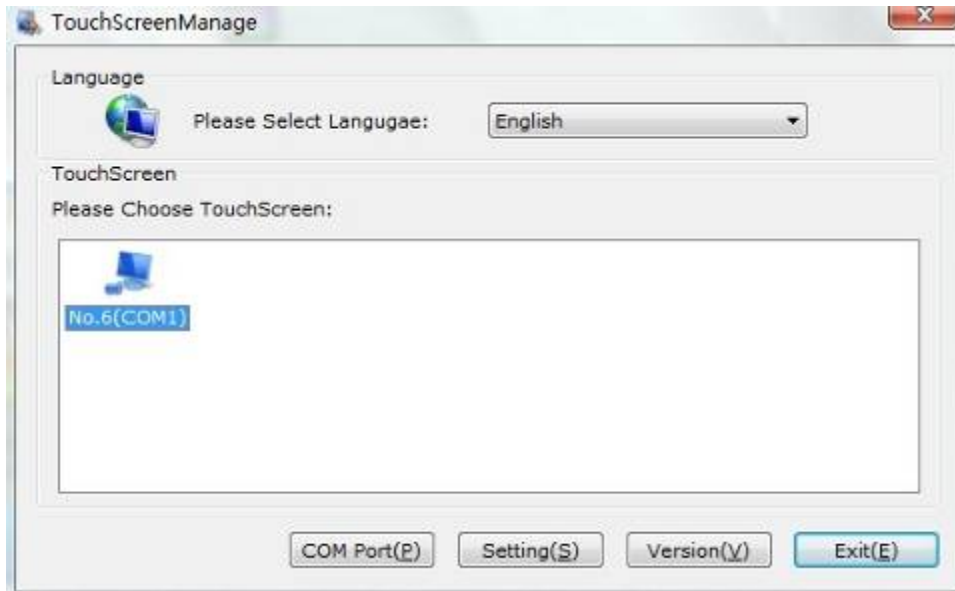 TouchScreenManage
Language
Please Select Langugae:
English
TouchScreen
Please Choose TouchScreen:
No.6(COM1)
COM Port(P)
Setting(S)
Version(V)
Exit(E)